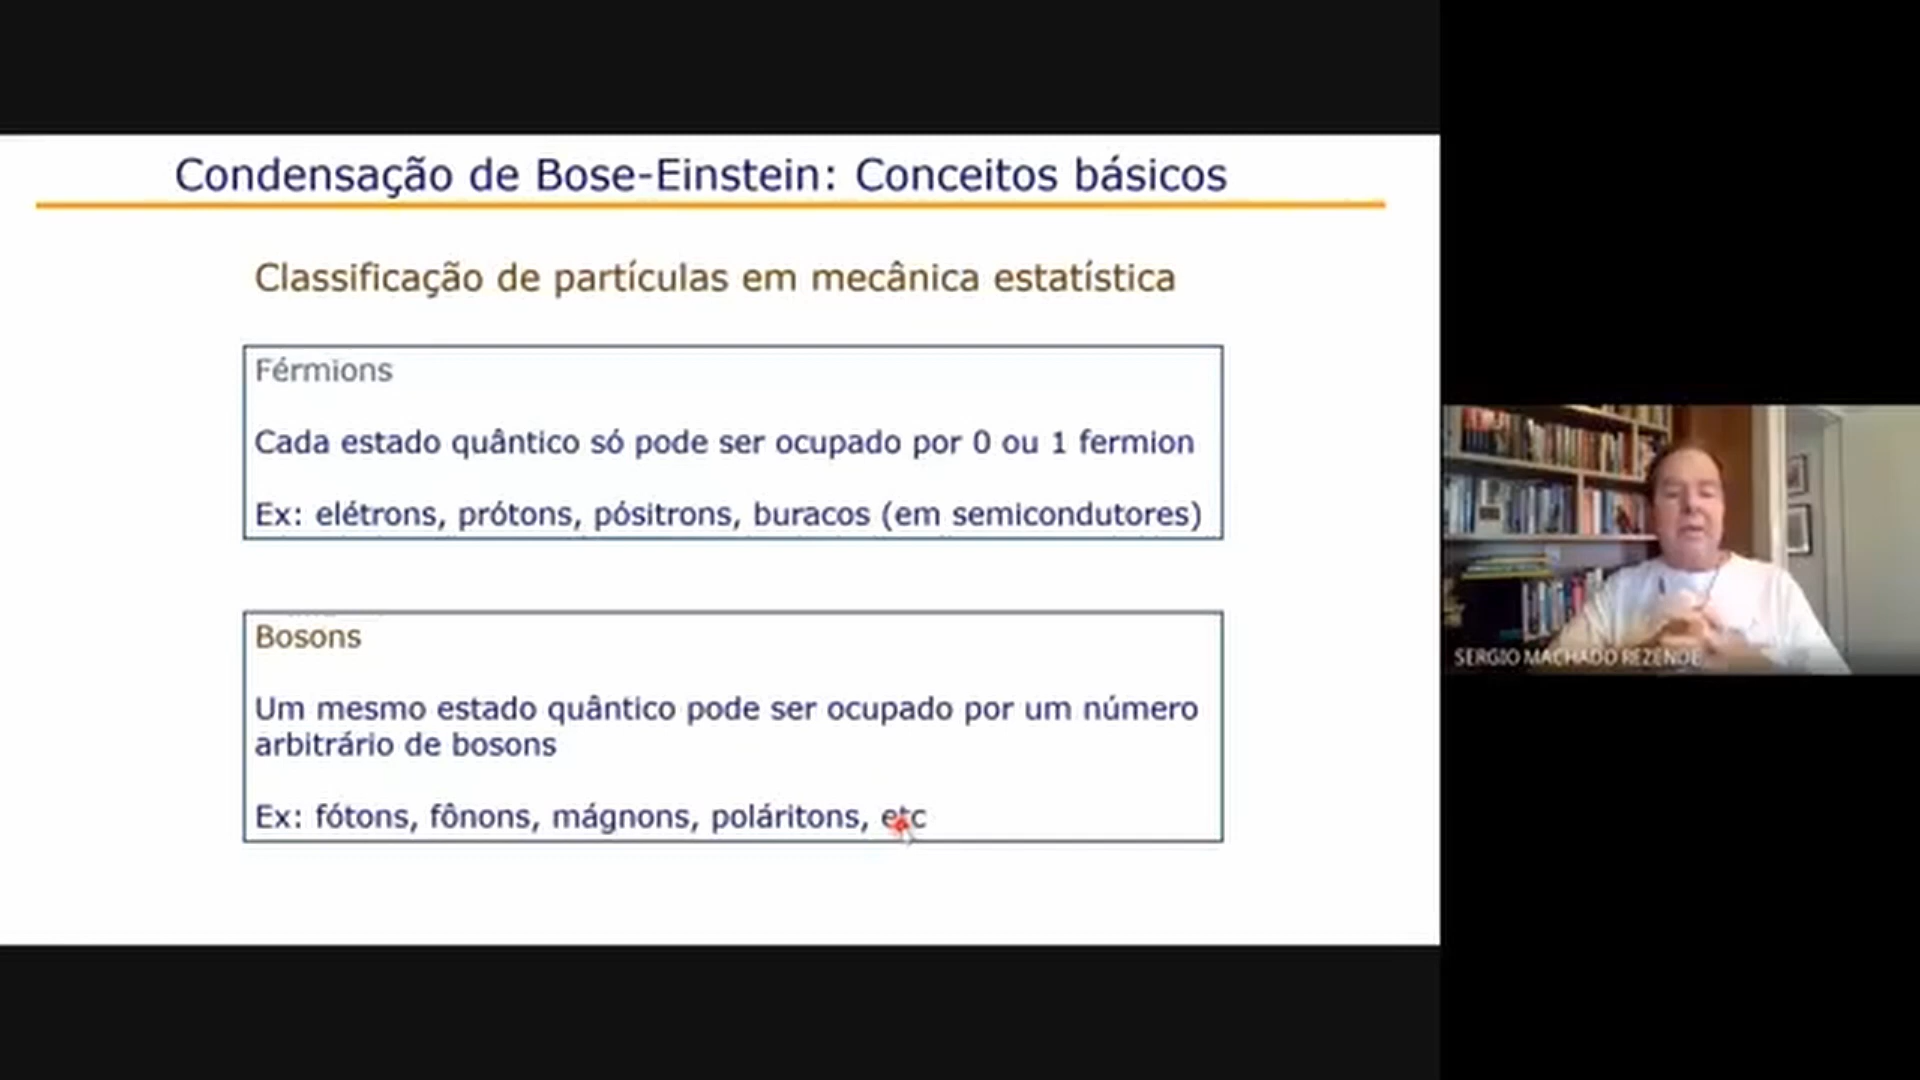 Condensação de Bose-Einstein: Conceitos básicos
Classificação de partículas em mecânica estatística
Férmions
Cada estado quântico só pode ser ocupado por 0 ou 1 fermion
Ex: elétrons, prótons, pósitrons, buracos (em semicondutores)
Bosons
Um mesmo estado quântico pode ser ocupado por um número
arbitrário de bosons
Ex: fótons, fônons, mágnons, poláritons, etc
SERGIO MACHADO REZENDE